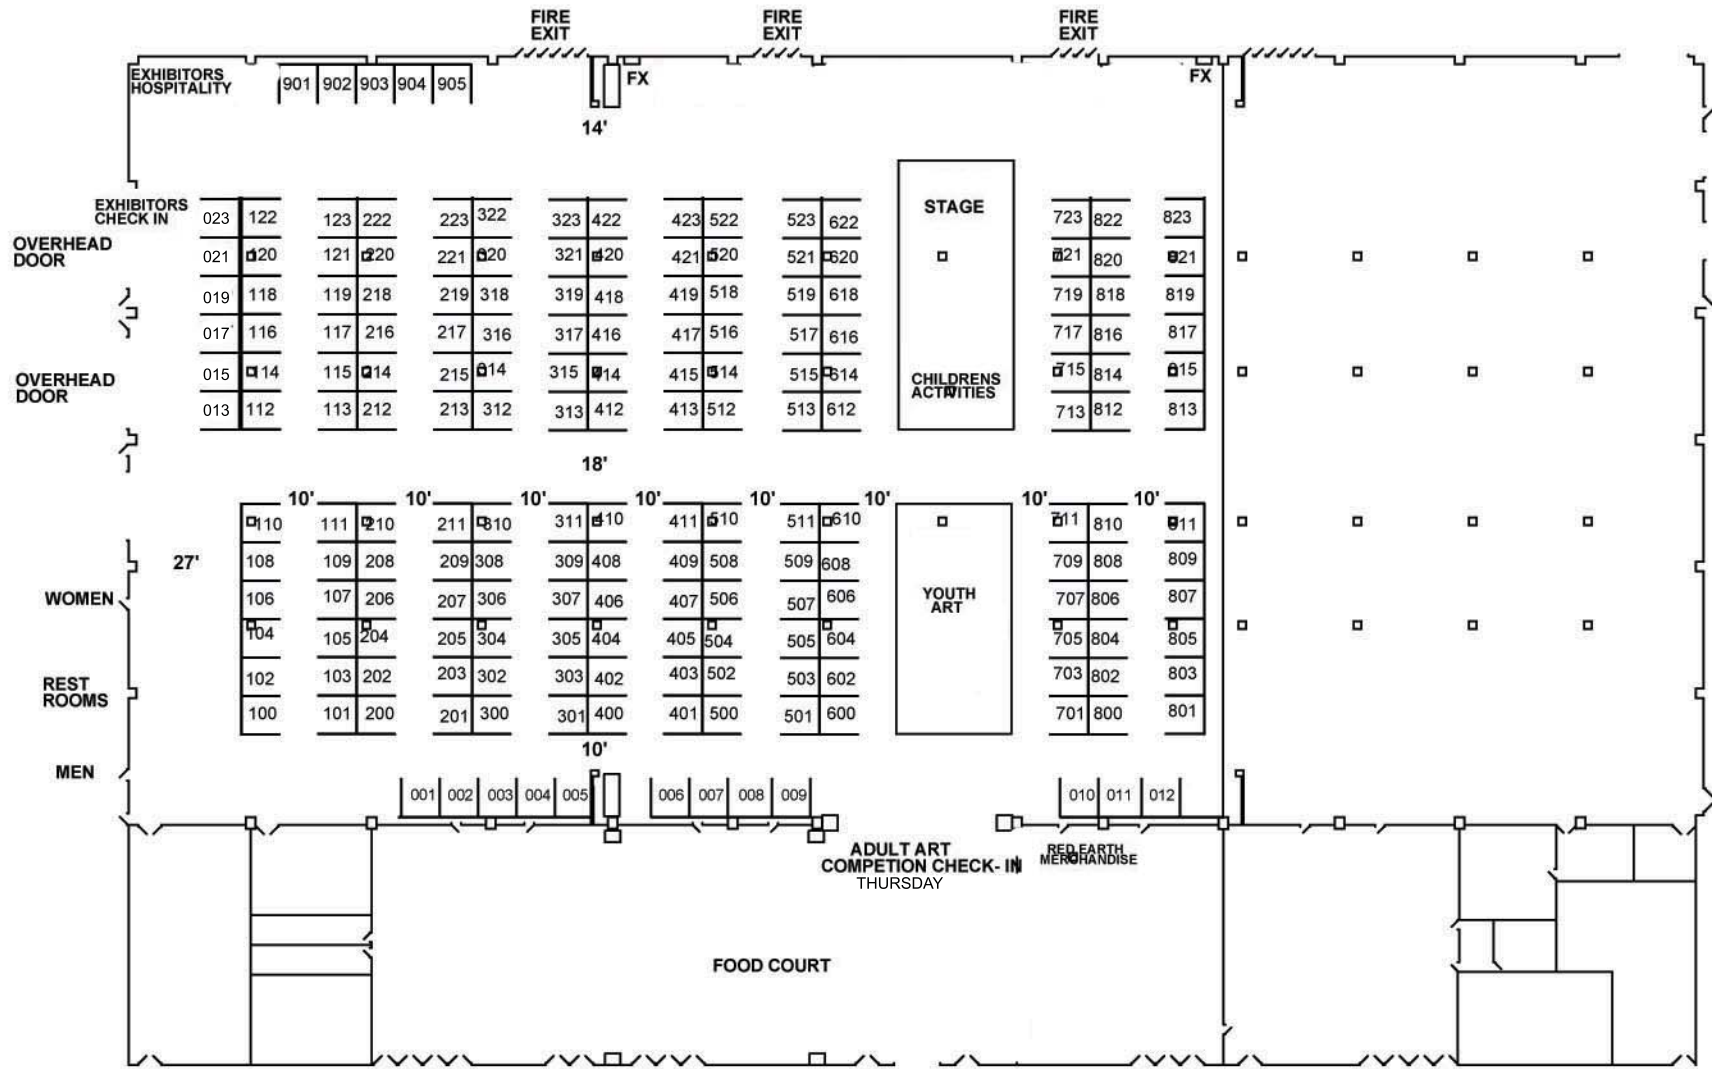 FIRE
EXIT
FIRE
EXIT
FIRE
EXIT
EXHIBITORS
HOSPITALITY
901 902 903 904 905
FX
FX
14'
EXHIBITORS
CHECK IN
OVERHEAD
DOOR
OVERHEAD
DOOR
STAGE
CHILDRENS
ACTIVITIES
023 122 123 222 223 322 323 422 423 522 523 622 723 822 823
021 120 121 220 221 320 321 420 421 520 521 620 721 820 821
019 118 119 218 219 318 319 418 419 518 519 618 719 818 819
017 116 117 216 217 316 317 416 417 516 517 616 717 816 817
015 114 115 214 215 314 315 414 415 514 515 614 715 814 815
013 112 113 212 213 312 313 412 413 512 513 612 713 812 813
18'
10' 10' 10' 10' 10' 10' 10' 10'
110 111 210 211 310 311 410 411 510 511 610 711 810 811
27'
108 109 208 209 308 309 408 409 508 509 608 709 808 809
WOMEN
106 107 206 207 306 307 406 407 506 507 606 707 806 807
YOUTH
ART
104 105 204 205 304 305 404 405 504 505 604 705 804 805
REST
ROOMS
102 103 202 203 302 303 402 403 502 503 602 703 802 803
100 101 200 201 300 301 400 401 500 501 600 701 800 801
10'
MEN
001 002 003 004 005 006 007 008 009 010 011 012
ADULT ART
COMPETION CHECK- IN
THURSDAY
RED EARTH
MERCHANDISE
FOOD COURT